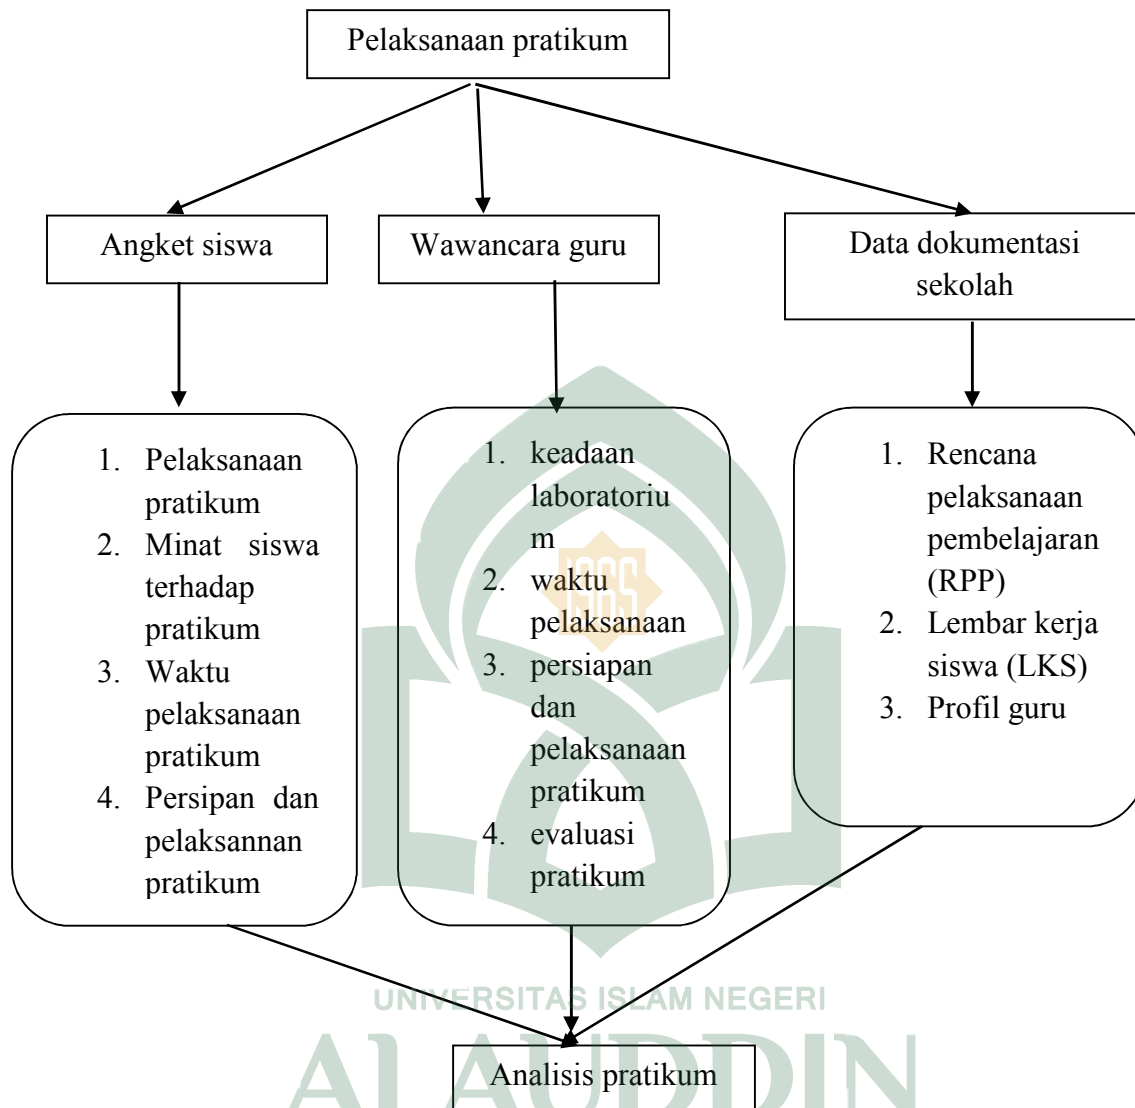 Pelaksanaan pratikum
Angket siswa
Wawancara guru
Data dokumentasi
sekolah
1. Pelaksanaan
pratikum
2. Minat siswa
terhadap
pratikum
3. Waktu
pelaksanaan
pratikum
4. Persipan dan
pelaksannan
pratikum
1. keadaan
laboratoriu
m
2. waktu
pelaksanaan
3. persiapan
dan
pelaksanaan
pratikum
4. evaluasi
pratikum
1. Rencana
pelaksanaan
pembelajaran
(RPP)
2. Lembar kerja
siswa (LKS)
3. Profil guru
1965
UNIVERSITAS ISLAM NEGERI
ALAUDDIN
Analisis pratikum